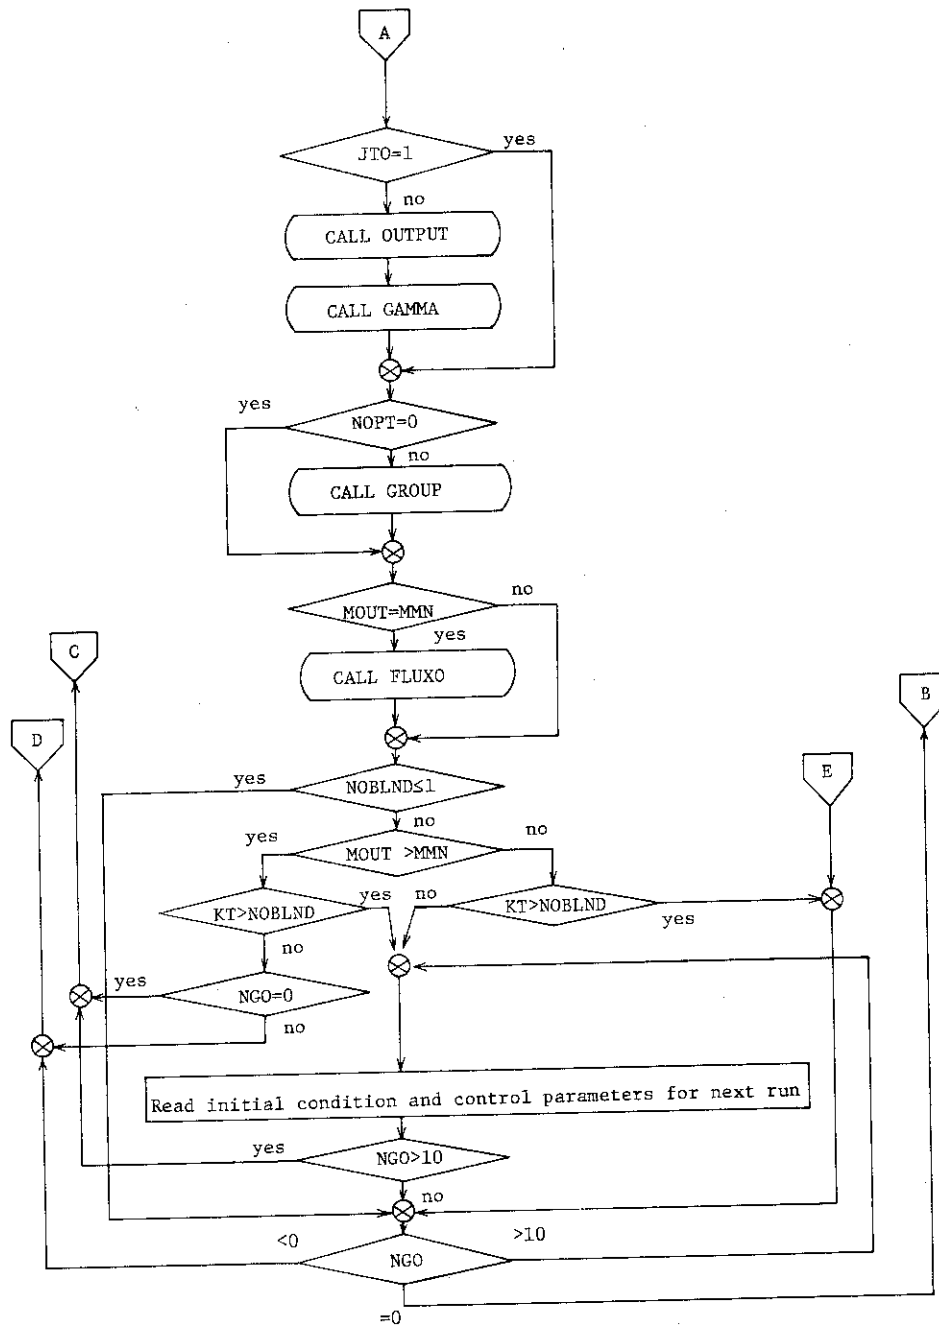 A
JTO=1
yes
no
CALL OUTPUT
CALL GAMMA
yes
NOPT=0
no
CALL GROUP
MOUT=MMN
no
yes
CALL FLUXO
C
B
D
E
yes
NOBLND≤1
no
yes
MOUT >MMN
no
KT>NOBLND
yes
no
KT>NOBLND
yes
no
yes
NGO=0
no
Read initial condition and control parameters for next run
yes
NGO>10
no
<0
NGO
>10
=0